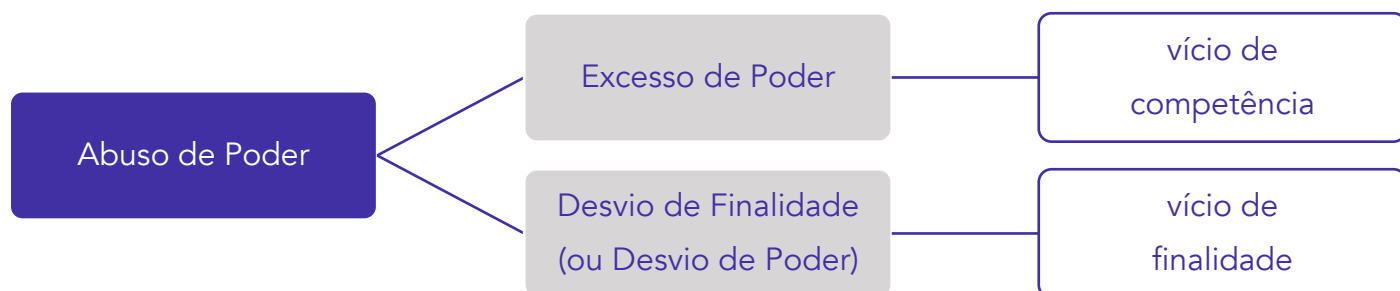 Abuso de Poder
Excesso de Poder
vício de
competência
Desvio de Finalidade
(ou Desvio de Poder)
vício de
finalidade